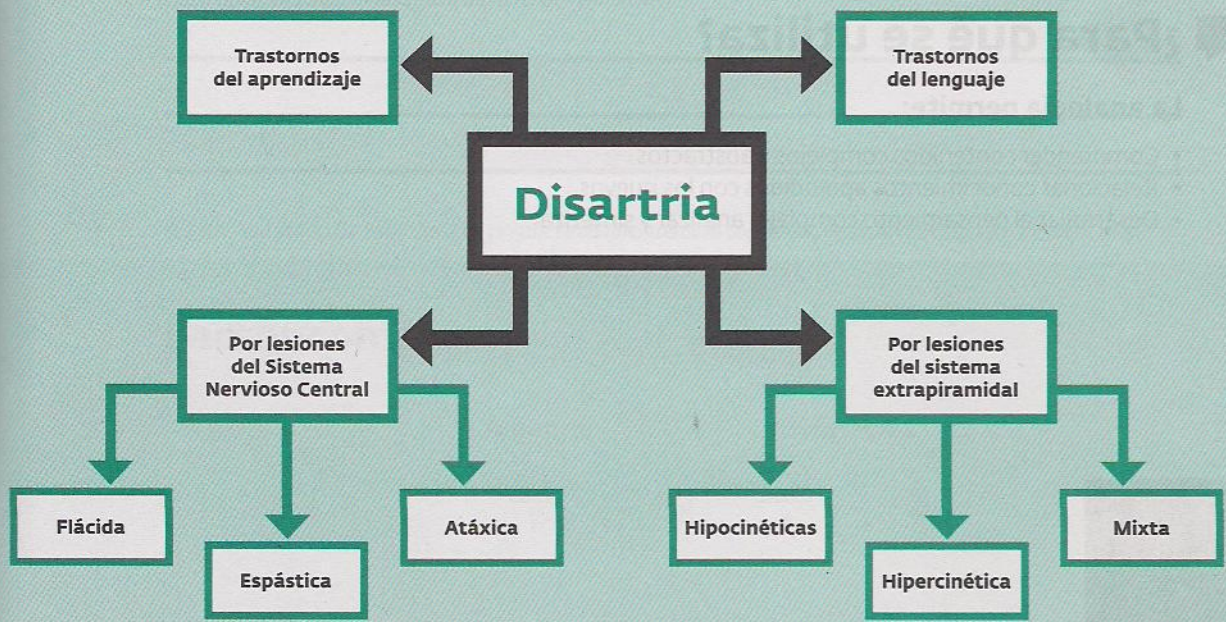 Trastornos
del aprendizaje
Trastornos
del lenguaje
Disartria
Por lesiones
del Sistema
Nervioso Central
Por lesiones
del sistema
extrapiramidal
Flácida
Espástica
Atáxica
Hipocinéticas
Hipercinética
Mixta